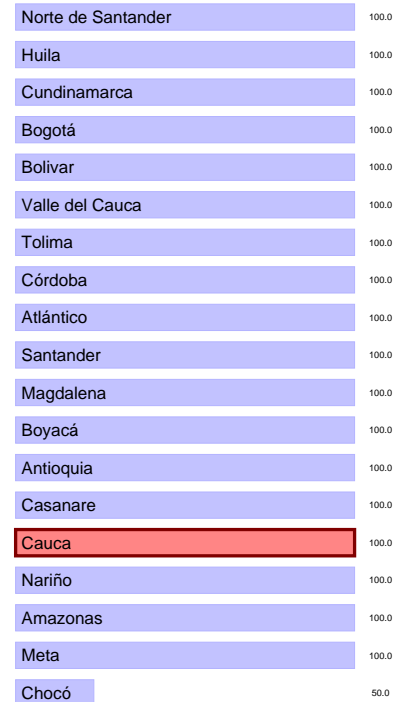 Norte de Santander 100.0
Huila 100.0
Cundinamarca 100.0
Bogotá 100.0
Bolivar 100.0
Valle del Cauca 100.0
Tolima 100.0
Córdoba 100.0
Atlántico 100.0
Santander 100.0
Magdalena 100.0
Boyacá 100.0
Antioquia 100.0
Casanare 100.0
Cauca 100.0
Nariño 100.0
Amazonas 100.0
Meta 100.0
Chocó 50.0